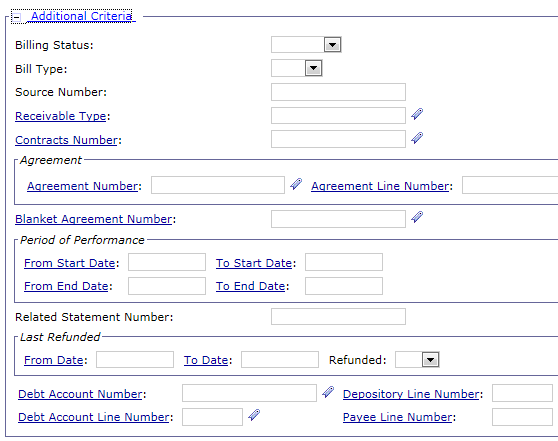 Additional Criteria
Billing Status:
Bill Type:
Source Number:
Receivable Type:
Contracts Number:
Agreement
Agreement Number: Agreement Line Number:
Blanket Agreement Number:
Period of Performance
From Start Date: To Start Date:
From End Date: To End Date:
Related Statement Number:
Last Refunded
From Date: To Date: Refunded:
Debt Account Number: Depository Line Number:
Debt Account Line Number: Payee Line Number: